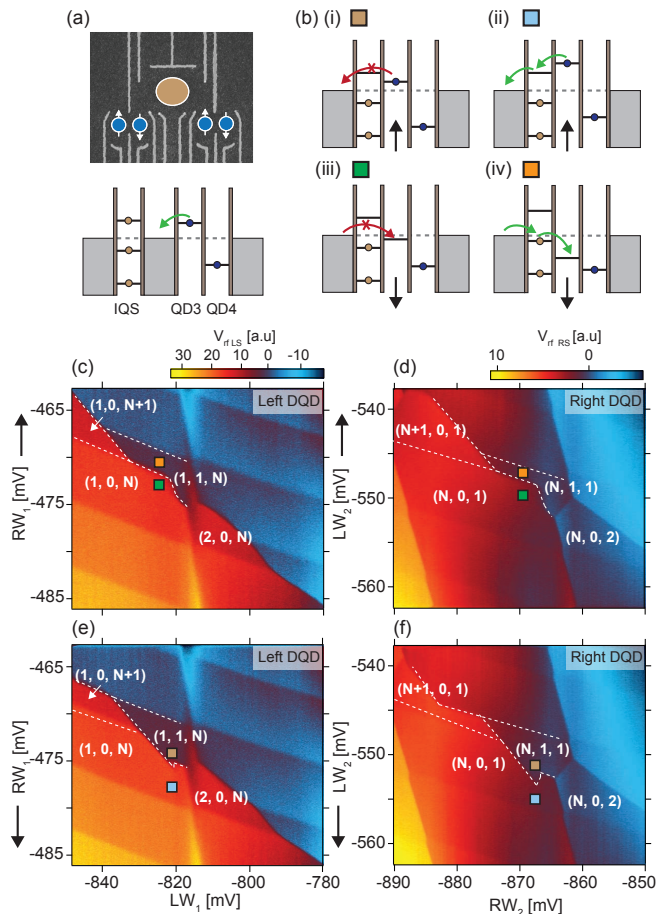 (a)
(b) (i)
(ii)
(iii)
(iv)
IQS QD3 QD4
V_rf LS [a.u]
30 20 10 0 -10
V_rf RS [a.u]
10 0
(c)
Left DQD
-465
-475
-485
RW₁ [mV]
(1, 0, N+1)
(1, 0, N)
(1, 1, N)
(2, 0, N)
(d)
Right DQD
-540
-550
-560
LW₂ [mV]
(N+1, 0, 1)
(N, 0, 1)
(N, 1, 1)
(N, 0, 2)
(e)
Left DQD
-465
-475
-485
RW₁ [mV]
(1, 0, N+1)
(1, 0, N)
(1, 1, N)
(2, 0, N)
-840 -820 -800 -780
LW₁ [mV]
(f)
Right DQD
-540
-550
-560
LW₂ [mV]
(N+1, 0, 1)
(N, 0, 1)
(N, 1, 1)
(N, 0, 2)
-890 -880 -870 -860 -850
RW₂ [mV]